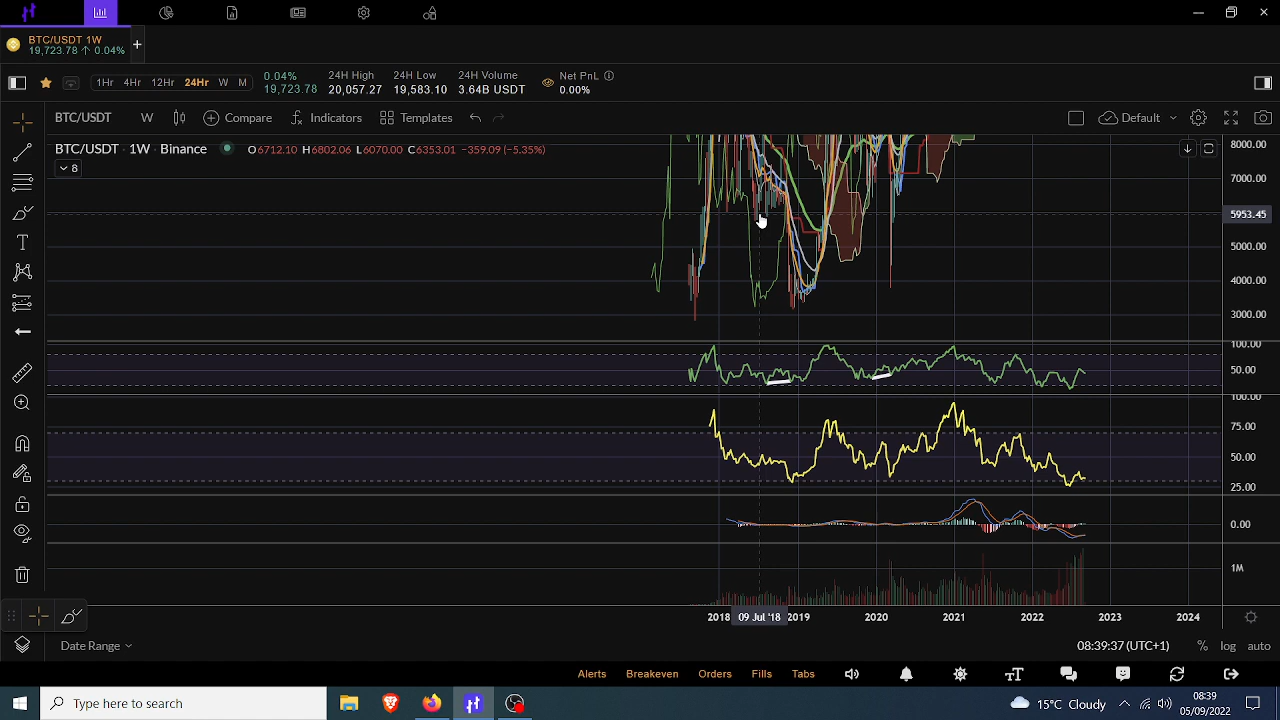 BTC/USDT 1W
19,723.78 ↑ 0.04%
+
1Hr 4Hr 12Hr 24Hr W M
0.04%
19,723.78
24H High
20,057.27
24H Low
19,583.10
24H Volume
3.64B USDT
Net PnL
0.00%
BTC/USDT W Compare Indicators Templates Default
BTC/USDT · 1W · Binance O6712.10 H6802.06 L6070.00 C6353.01 −359.09 (−5.35%)
8
8000.00
7000.00
5953.45
5000.00
4000.00
3000.00
100.00
50.00
100.00
75.00
50.00
25.00
0.00
1M
2018 09 Jul '18 2019 2020 2021 2022 2023 2024
Date Range 08:39:37 (UTC+1) % log auto
Alerts Breakeven Orders Fills Tabs
Type here to search
15°C Cloudy
08:39
05/09/2022